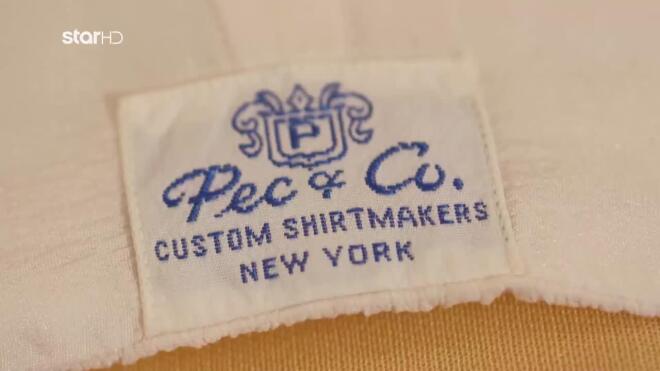 starHD
P
Pec & Co.
CUSTOM SHIRTMAKERS
NEW YORK